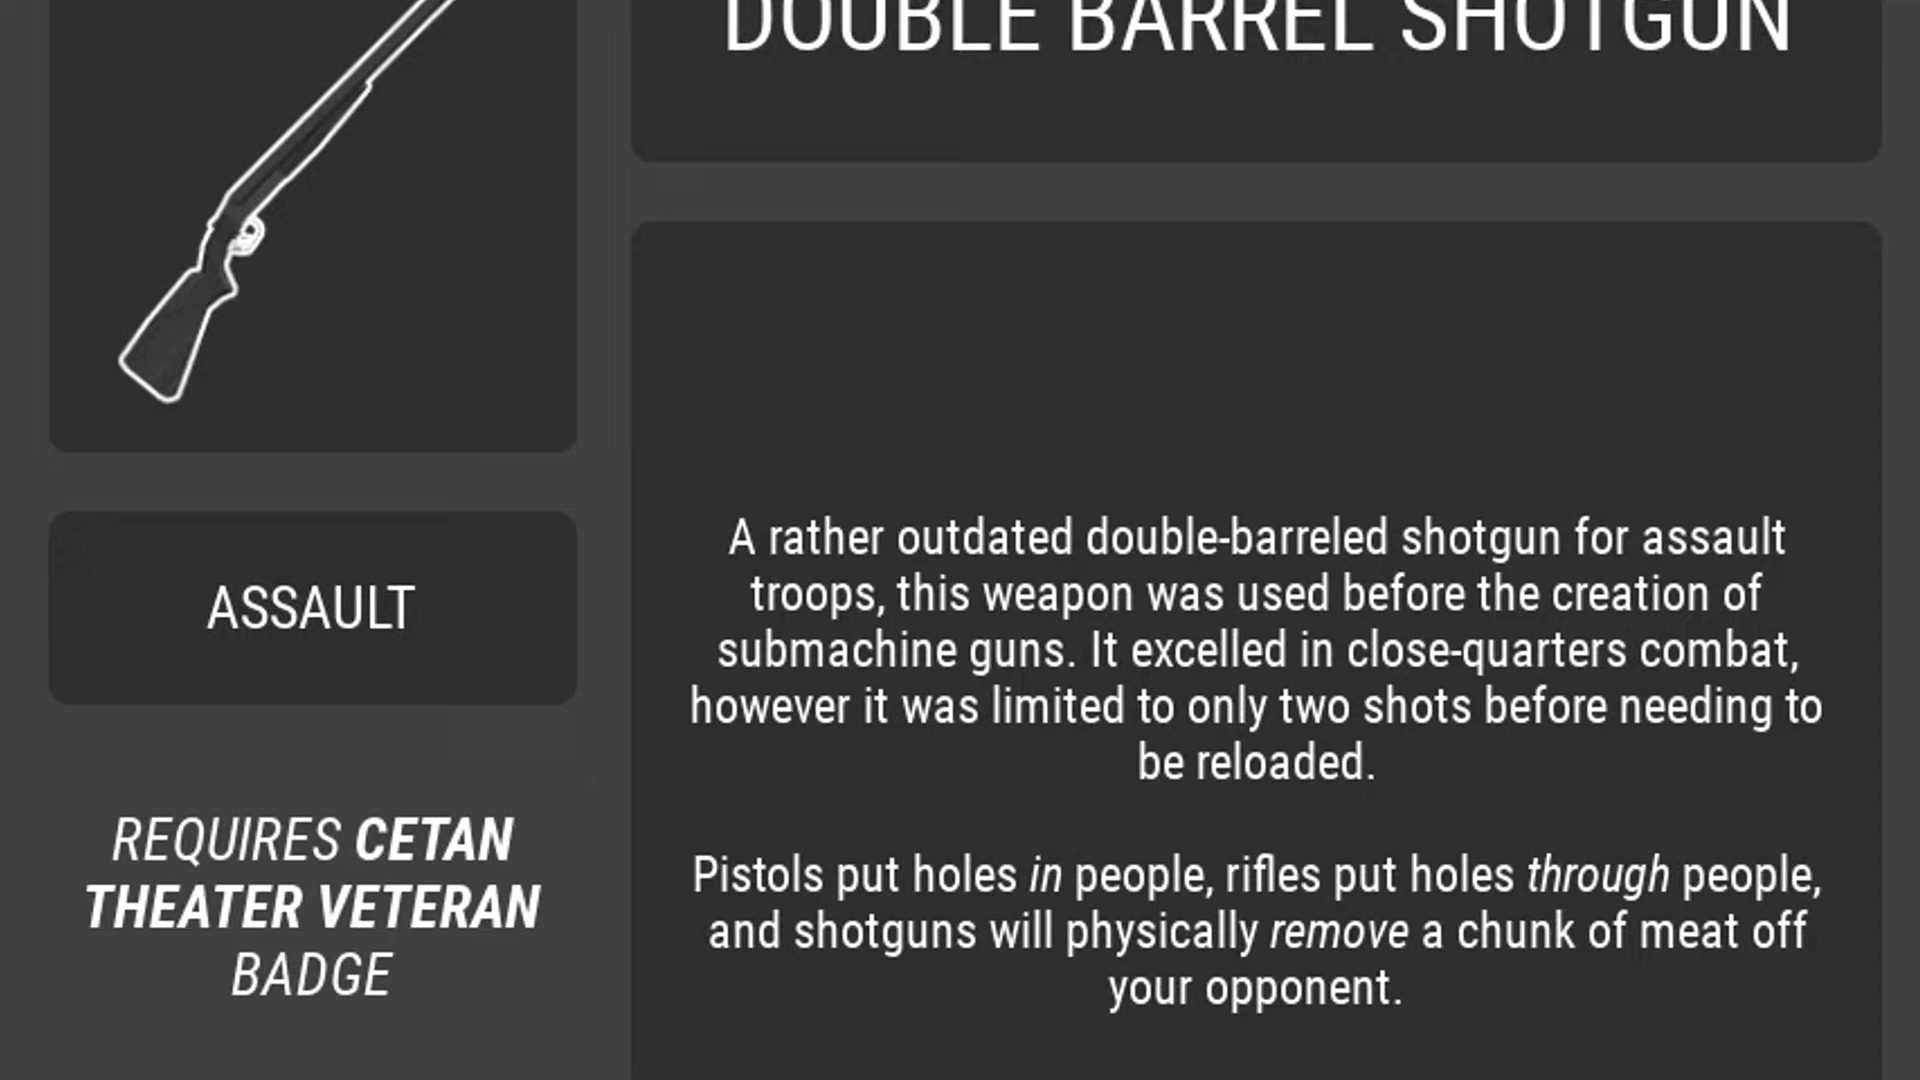 DOUBLE BARREL SHOTGUN
ASSAULT
REQUIRES CETAN
THEATER VETERAN
BADGE
A rather outdated double-barreled shotgun for assault
troops, this weapon was used before the creation of
submachine guns. It excelled in close-quarters combat,
however it was limited to only two shots before needing to
be reloaded.
Pistols put holes in people, rifles put holes through people,
and shotguns will physically remove a chunk of meat off
your opponent.